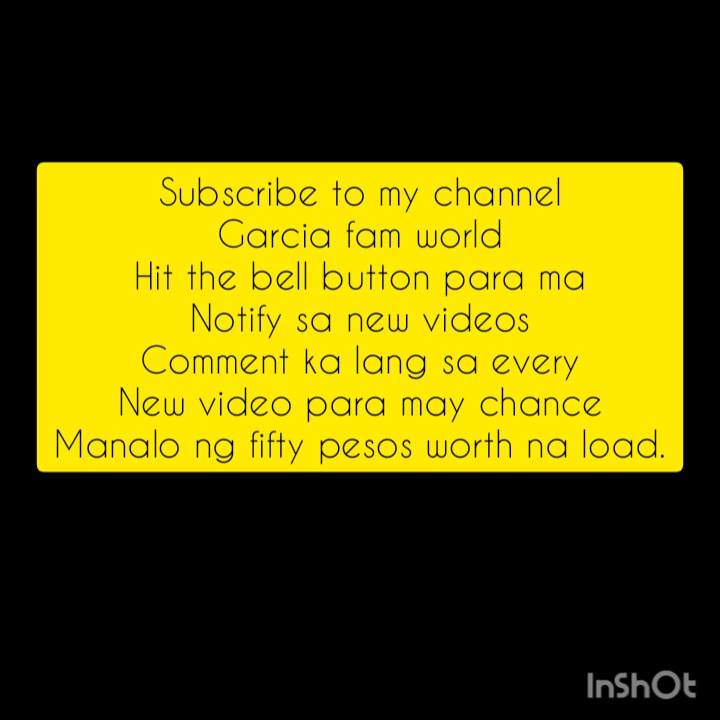 Subscribe to my channel
Garcia fam world
Hit the bell button para ma
Notify sa new videos
Comment ka lang sa every
New video para may chance
Manalo ng fifty pesos worth na load.
InShOt